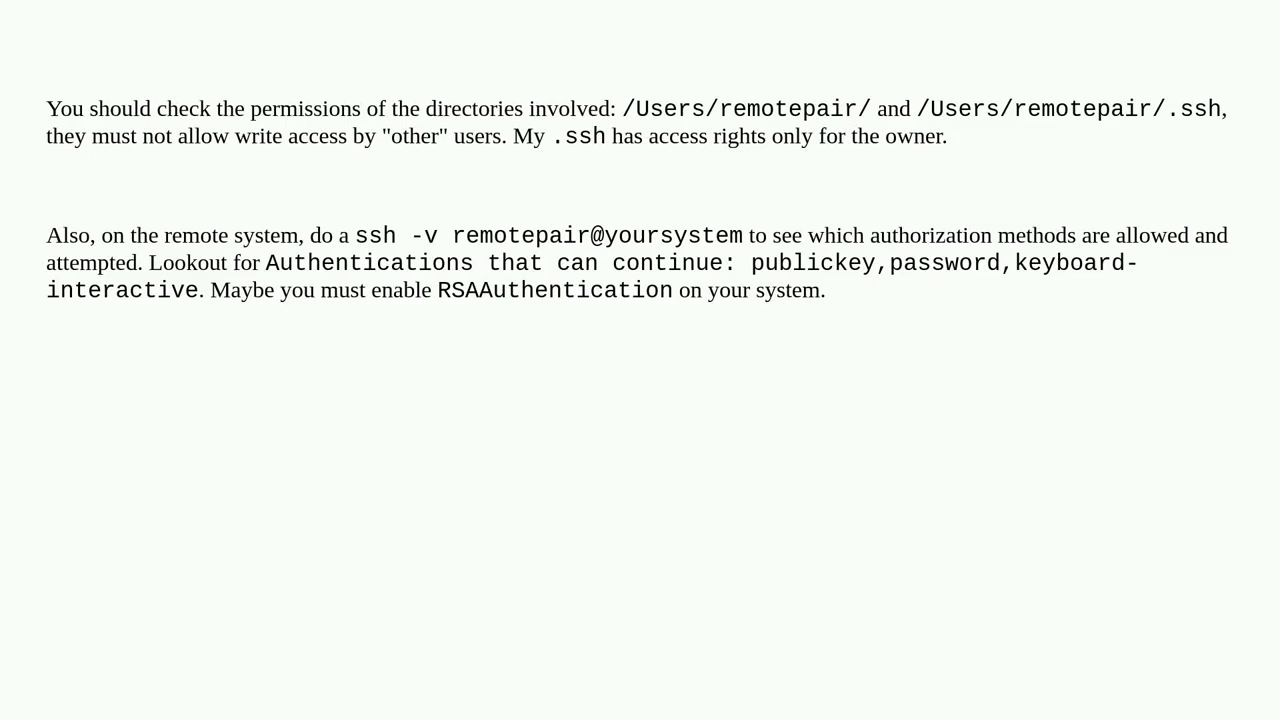 You should check the permissions of the directories involved: /Users/remotepair/ and /Users/remotepair/.ssh,
they must not allow write access by "other" users. My .ssh has access rights only for the owner.
Also, on the remote system, do a ssh -v remotepair@yoursystem to see which authorization methods are allowed and
attempted. Lookout for Authentications that can continue: publickey,password,keyboard-
interactive. Maybe you must enable RSAAuthentication on your system.